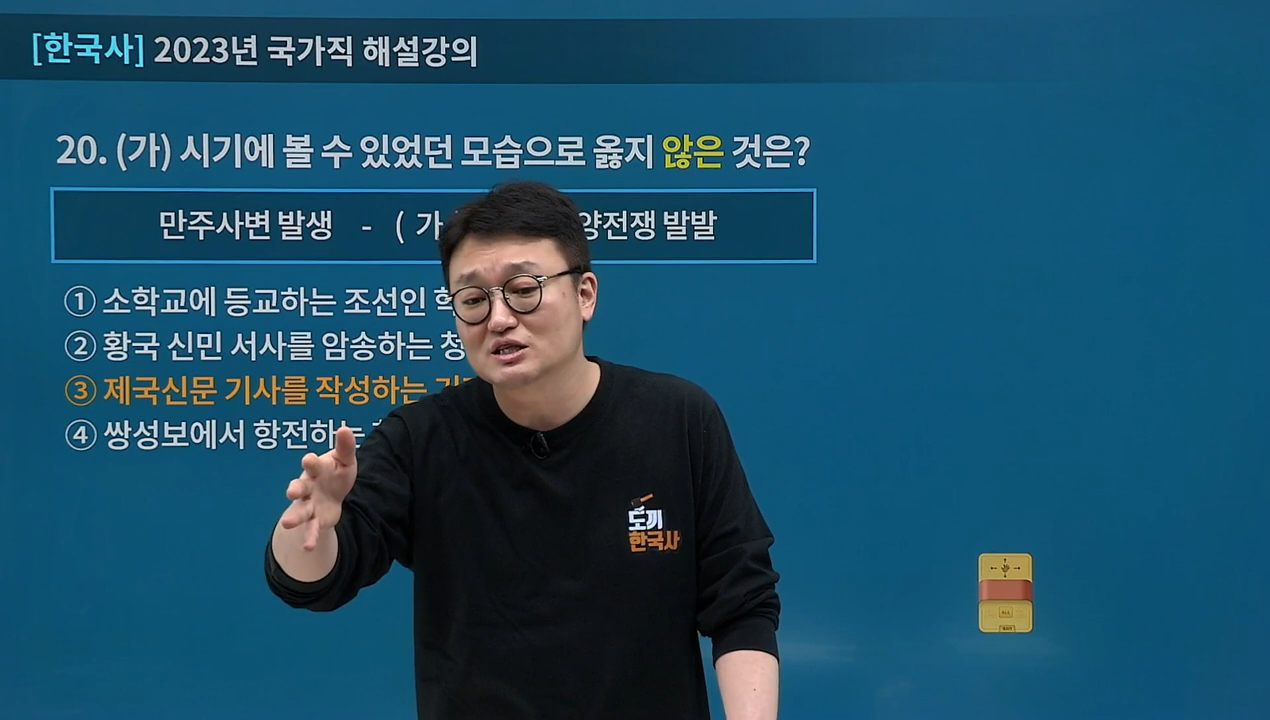 [한국사] 2023년 국가직 해설강의
20. (가) 시기에 볼 수 있었던 모습으로 옳지 않은 것은?
만주사변 발생 - ( 가 양전쟁 발발
① 소학교에 등교하는 조선인
② 황국 신민 서사를 암송하는
③ 제국신문 기사를 작성하는
④ 쌍성보에서 항전하는
도끼
한국사
ALL